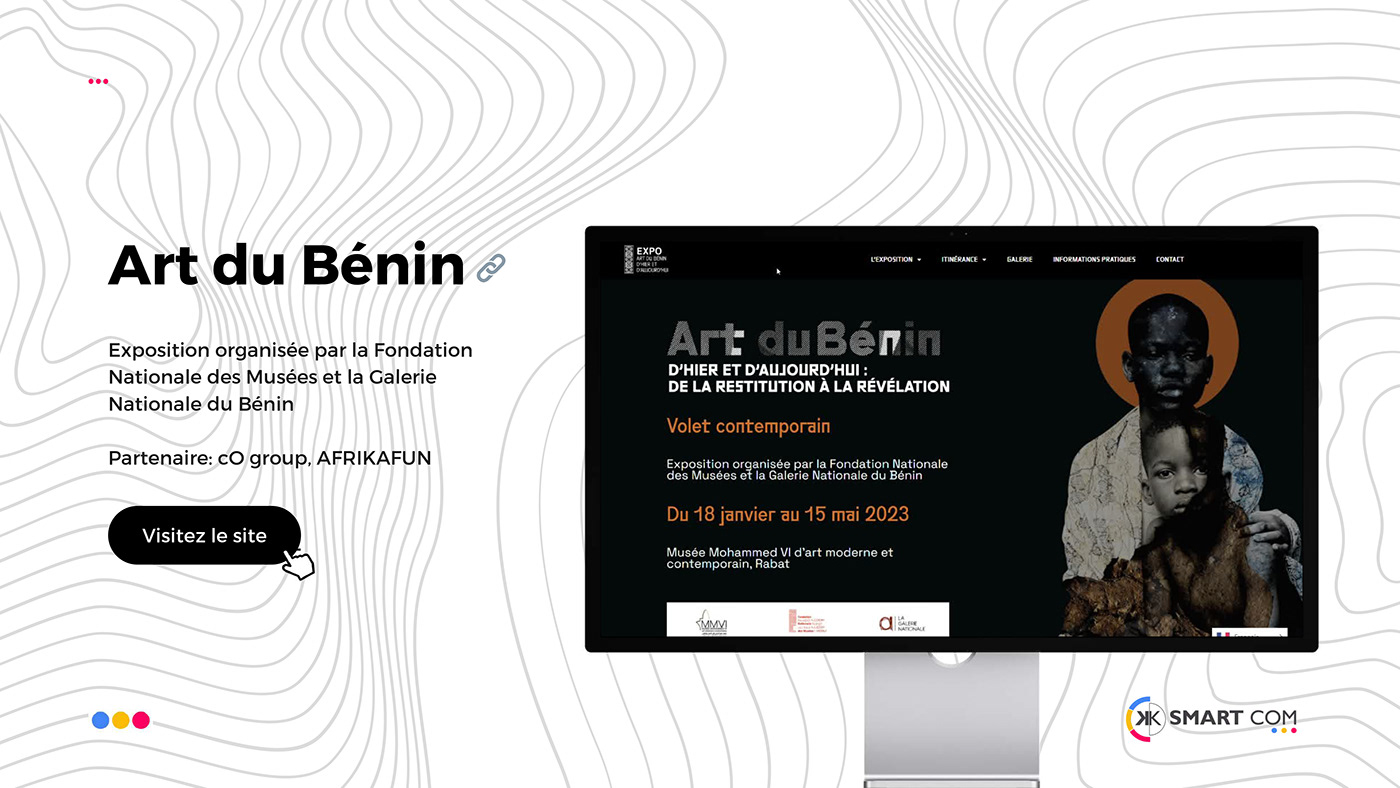 Art du Bénin
Exposition organisée par la Fondation
Nationale des Musées et la Galerie
Nationale du Bénin
Partenaire: cO group, AFRIKAFUN
Visitez le site
EXPO
ART DU BÉNIN
D'HIER ET
D'AUJOURD'HUI
L'EXPOSITION
ITINÉRANCE
GALERIE
INFORMATIONS PRATIQUES
CONTACT
Art du Bénin
D'HIER ET D'AUJOURD'HUI :
DE LA RESTITUTION À LA RÉVÉLATION
Volet contemporain
Exposition organisée par la Fondation Nationale
des Musées et la Galerie Nationale du Bénin
Du 18 janvier au 15 mai 2023
Musée Mohammed VI d'art moderne et
contemporain, Rabat
MMVI
LA
GALERIE
NATIONALE
KK SMART COM